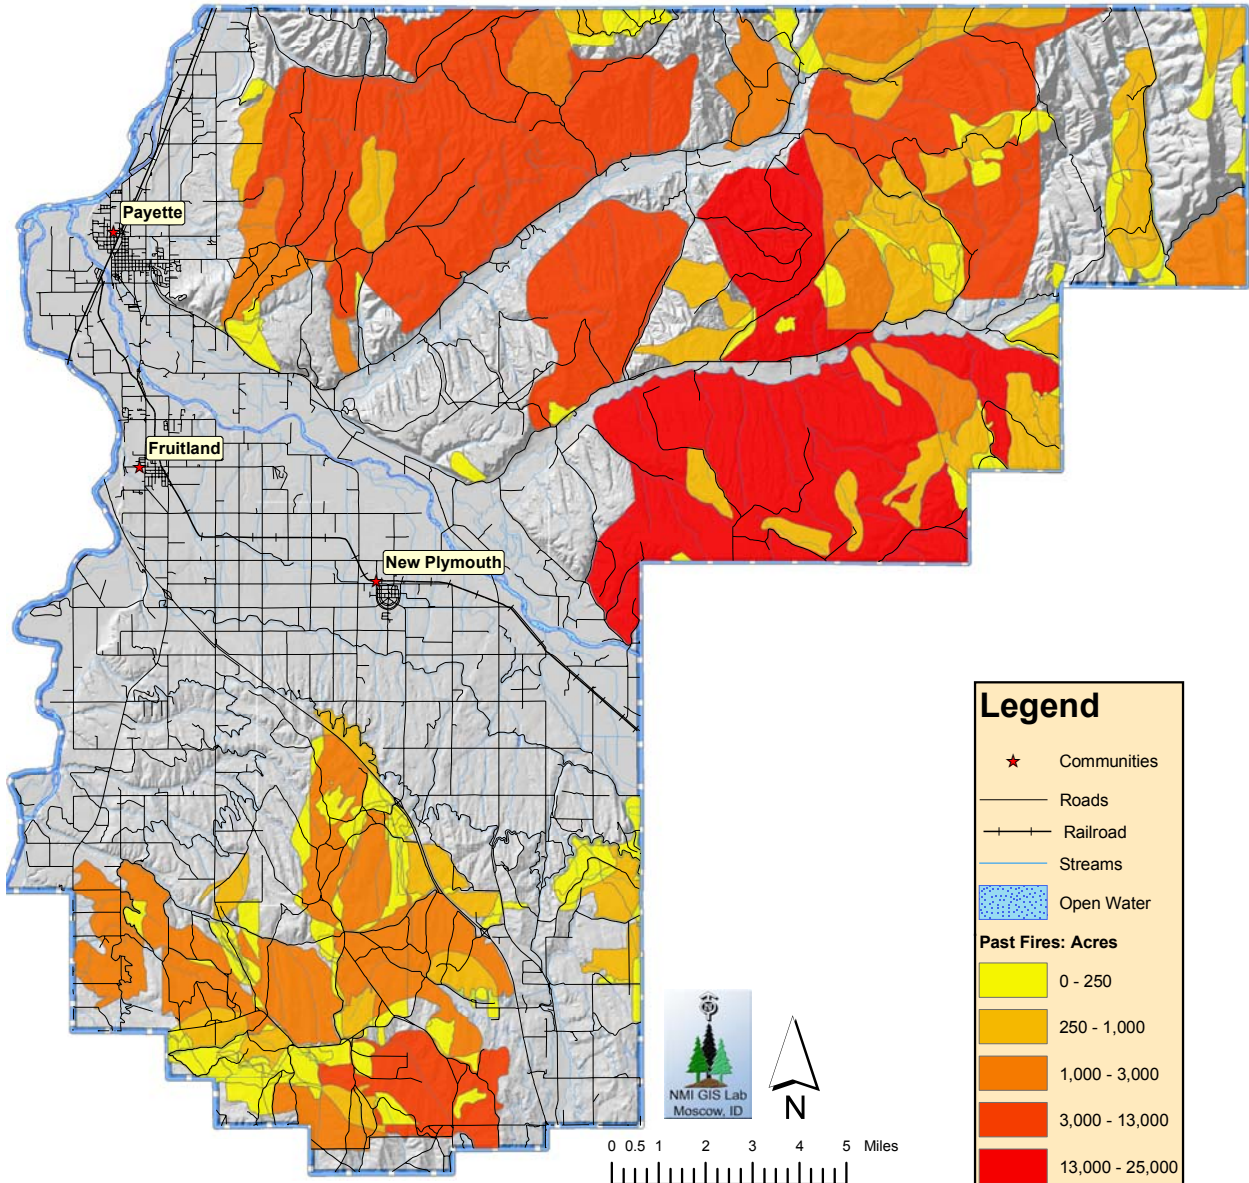 Payette
Fruitland
New Plymouth
Legend
Communities
Roads
Railroad
Streams
Open Water
Past Fires: Acres
0 - 250
250 - 1,000
1,000 - 3,000
3,000 - 13,000
13,000 - 25,000
NMI GIS Lab
Moscow, ID
N
0 0.5 1 2 3 4 5 Miles